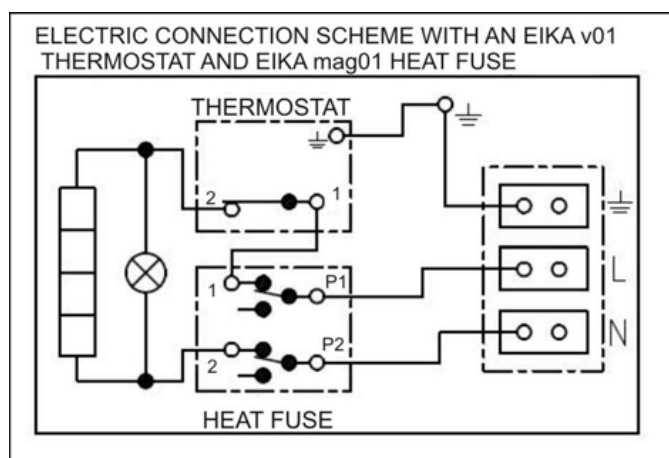 ELECTRIC CONNECTION SCHEME WITH AN EIKA v01
THERMOSTAT AND EIKA mag01 HEAT FUSE
THERMOSTAT
2
1
1
P1
L
P2
N
2
HEAT FUSE